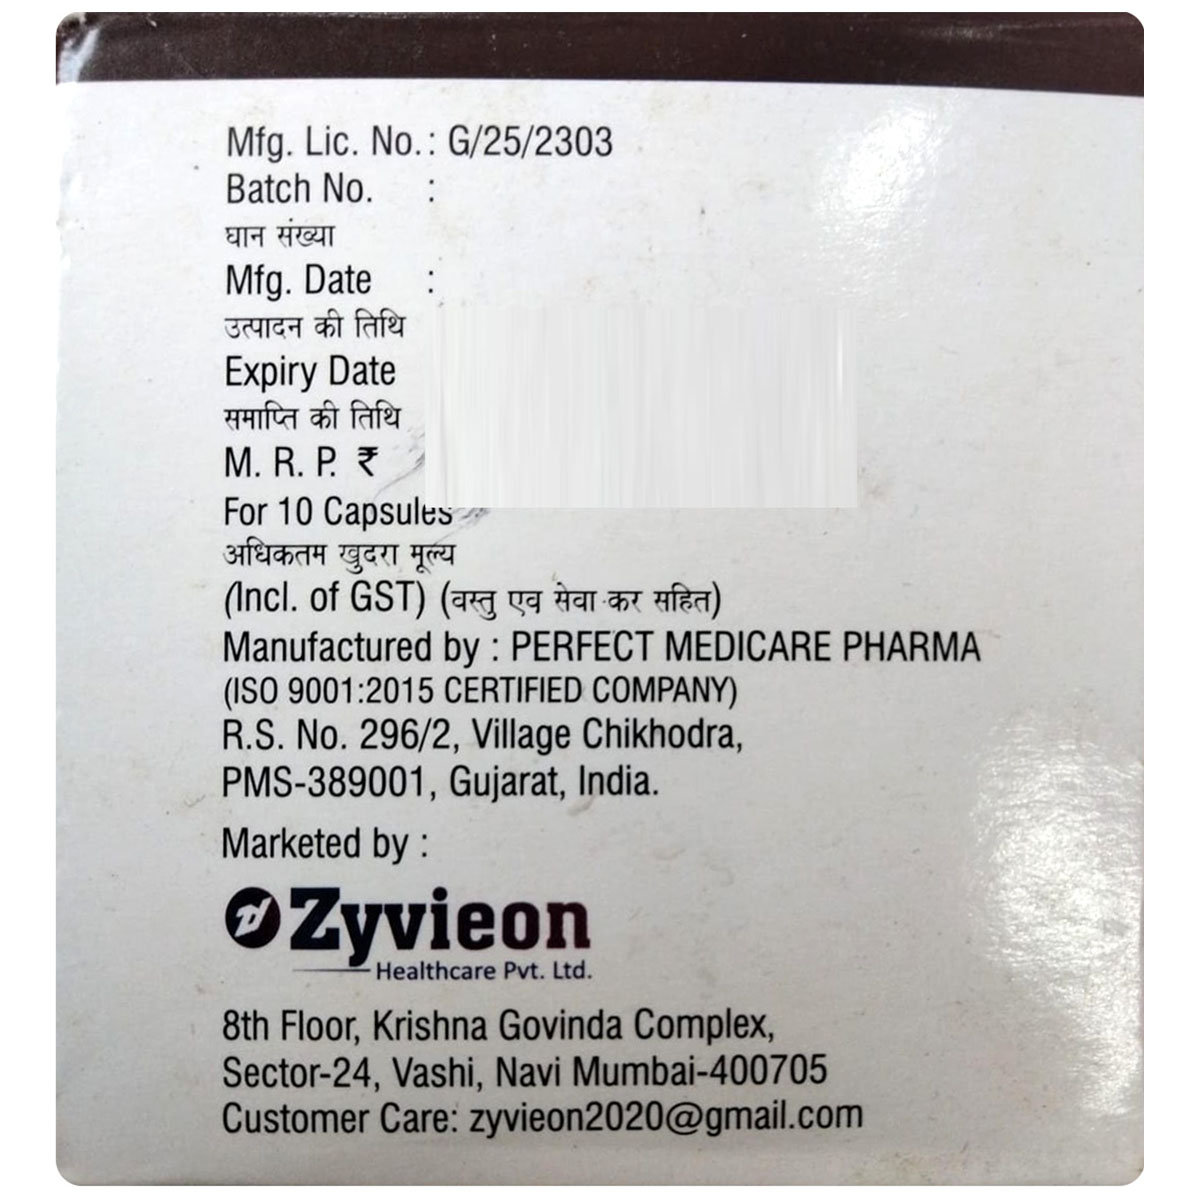 Mfg. Lic. No. : G/25/2303
Batch No. :
घान संख्या
Mfg. Date :
उत्पादन की तिथि
Expiry Date
समाप्ति की तिथि
M. R. P. ₹
For 10 Capsules
अधिकतम खुदरा मूल्य
(Incl. of GST) (वस्तु एव सेवा कर सहित)
Manufactured by : PERFECT MEDICARE PHARMA
(ISO 9001:2015 CERTIFIED COMPANY)
R.S. No. 296/2, Village Chikhodra,
PMS-389001, Gujarat, India.
Marketed by :
Zyvieon
Healthcare Pvt. Ltd.
8th Floor, Krishna Govinda Complex,
Sector-24, Vashi, Navi Mumbai-400705
Customer Care: zyvieon2020@gmail.com